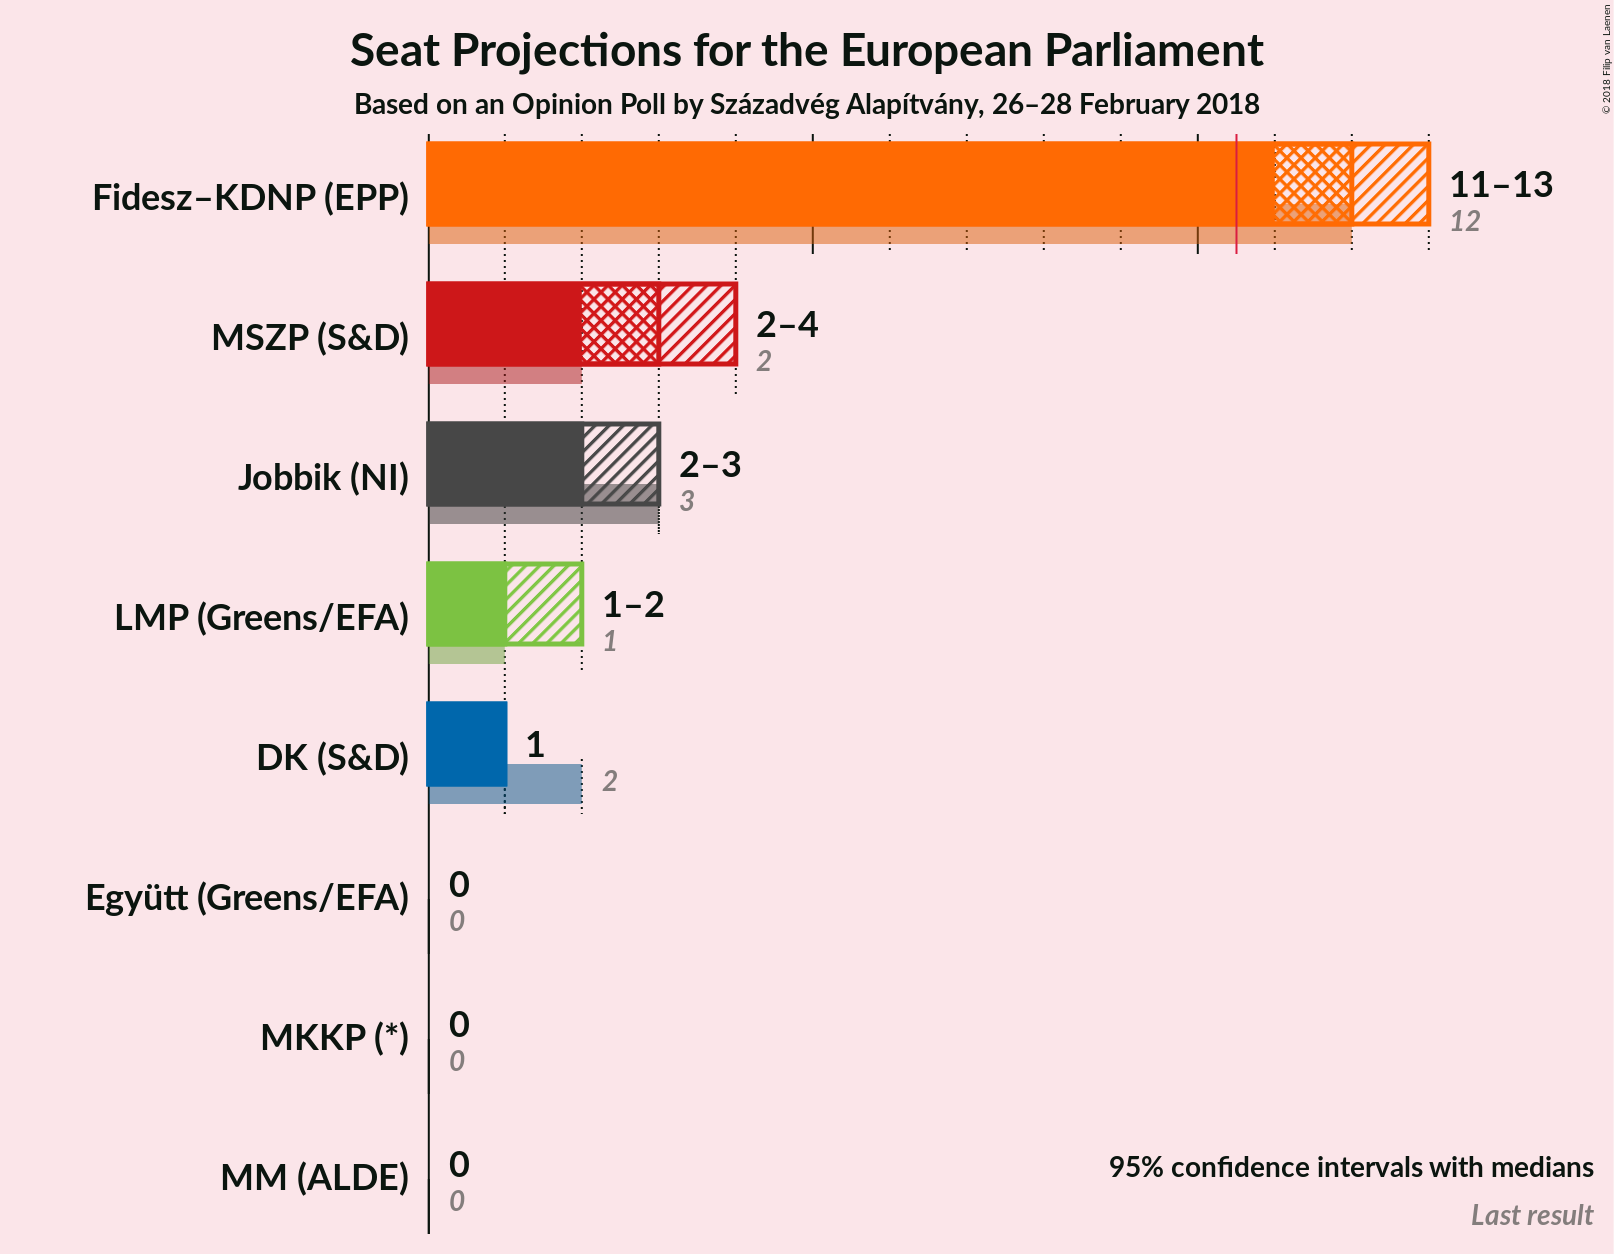 Seat Projections for the European Parliament
Based on an Opinion Poll by Századvég Alapítvány, 26–28 February 2018
© 2018 Filip van Laenen
Fidesz–KDNP (EPP)
11–13
12
MSZP (S&D)
2–4
2
Jobbik (NI)
2–3
3
LMP (Greens/EFA)
1–2
1
DK (S&D)
1
2
Együtt (Greens/EFA)
0
0
MKKP (*)
0
0
MM (ALDE)
0
0
95% confidence intervals with medians
Last result